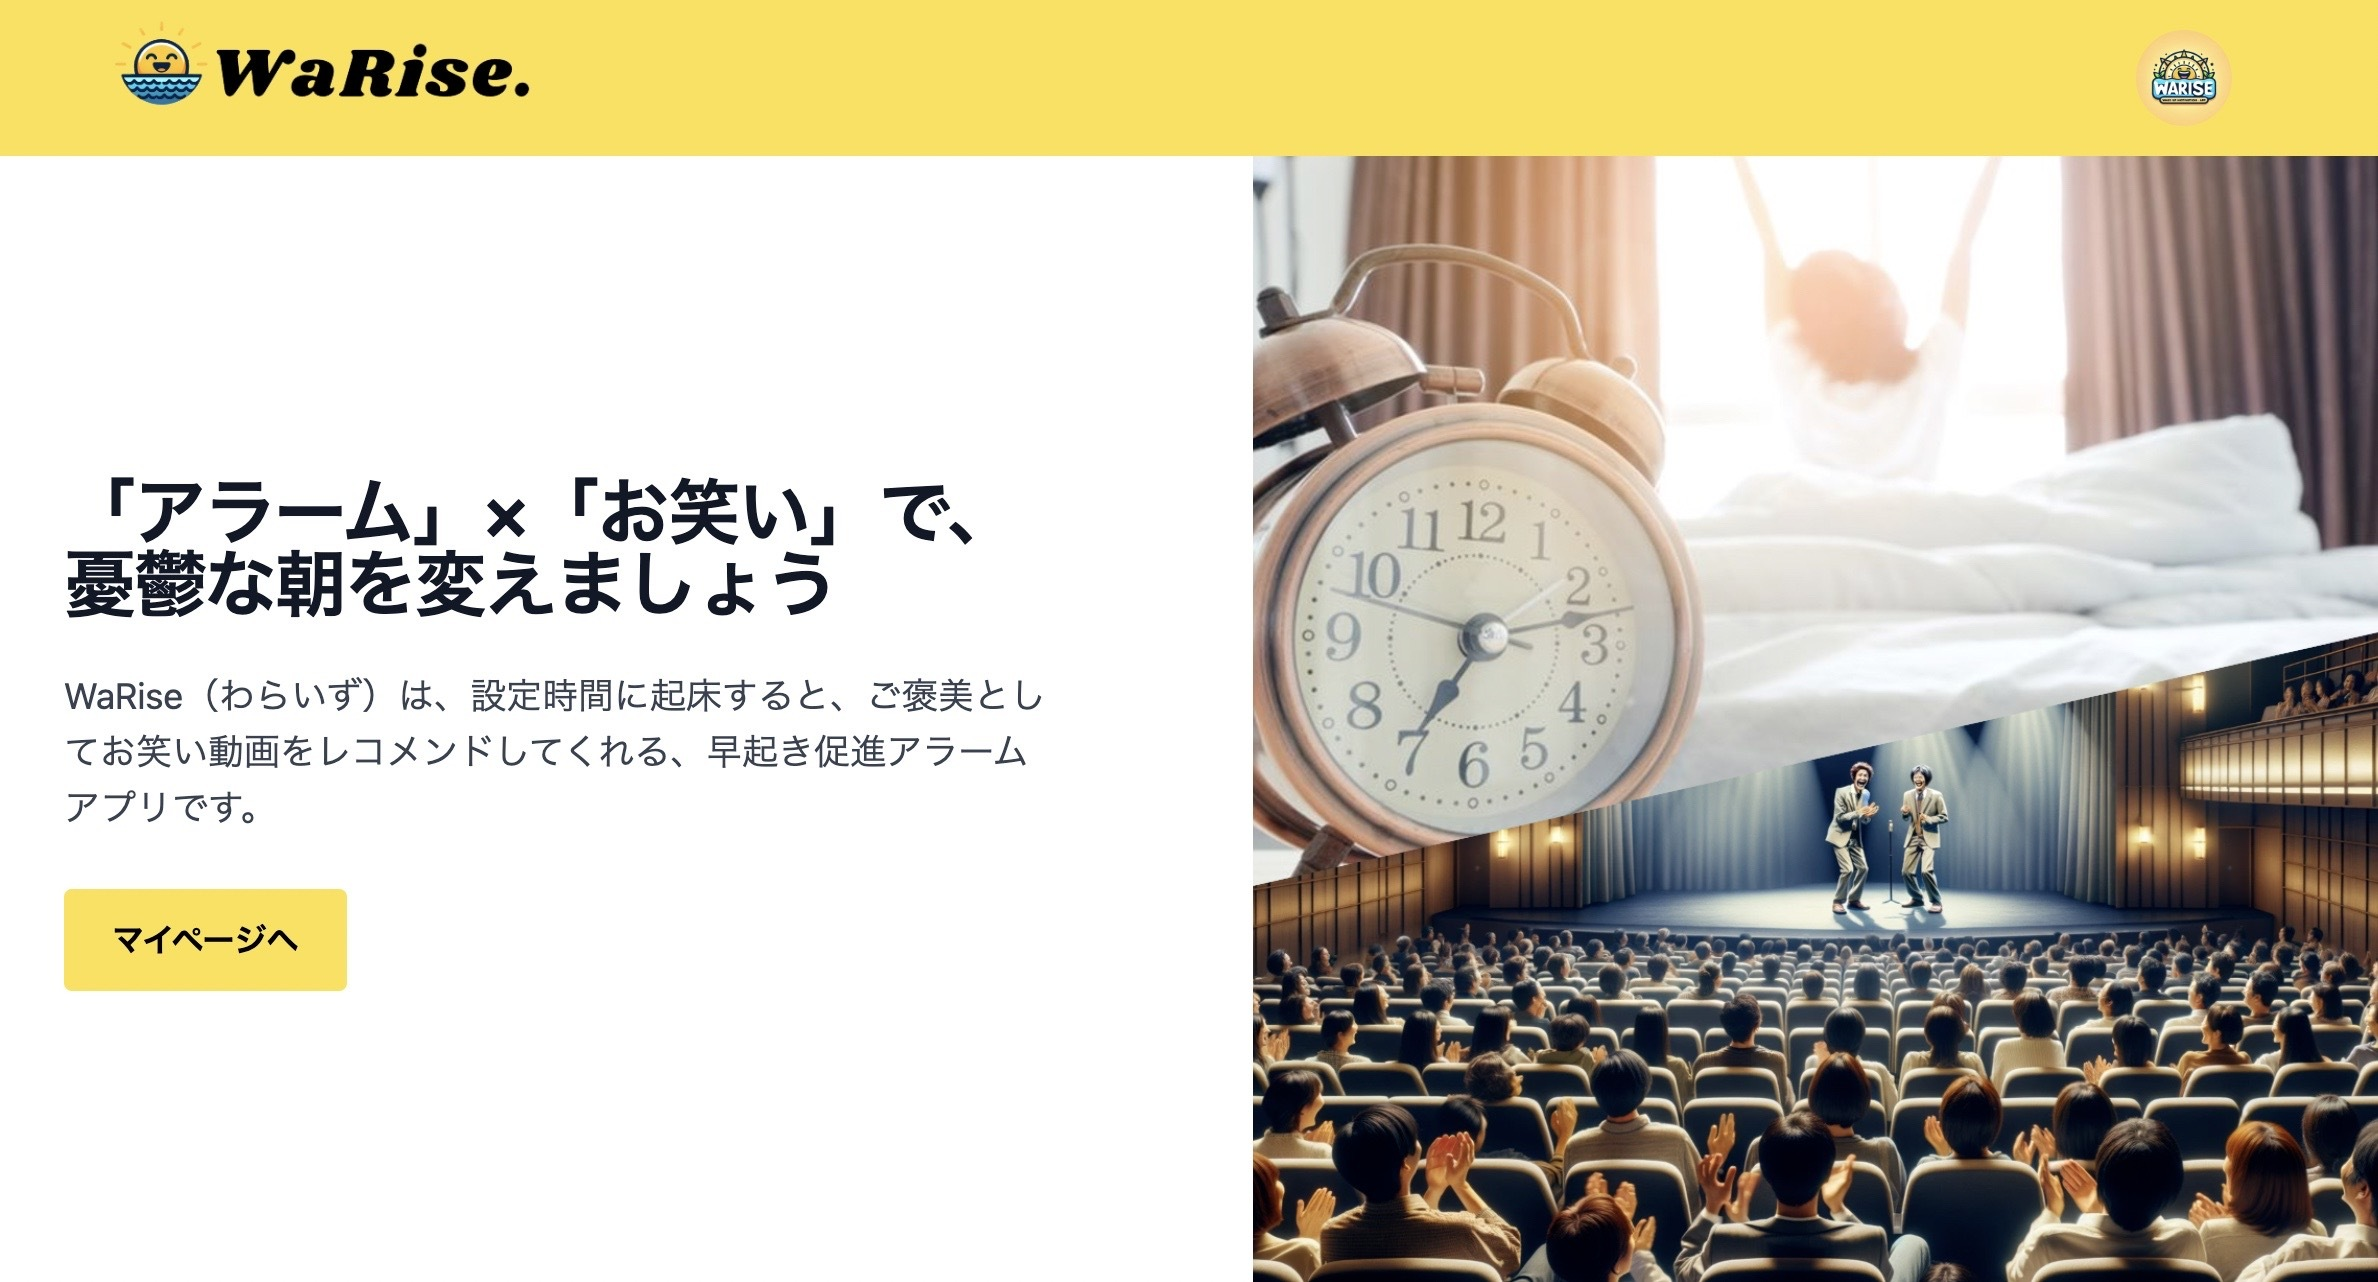 WaRise.
WARISE
「アラーム」×「お笑い」で、
憂鬱な朝を変えましょう
WaRise（わらいず）は、設定時間に起床すると、ご褒美とし
てお笑い動画をレコメンドしてくれる、早起き促進アラーム
アプリです。
マイページへ
11 12 1
10 2
9 3
8 4
7 6 5